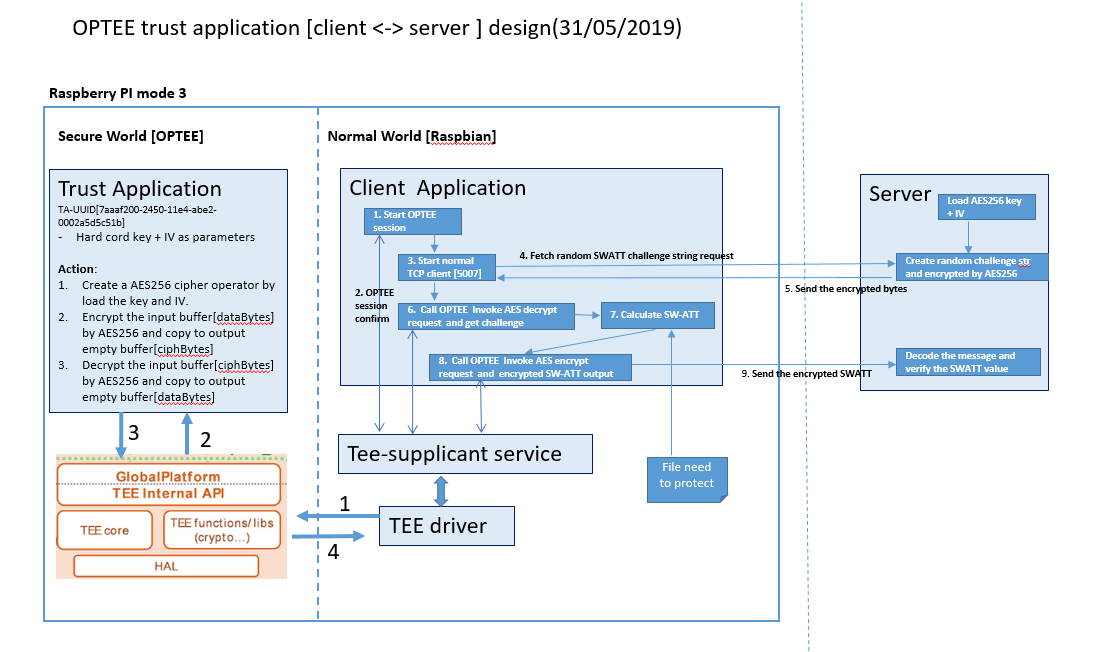 OPTEE trust application [client <-> server ] design(31/05/2019)
Raspberry PI mode 3
Secure World [OPTEE]
Normal World [Raspbian]
Trust Application
TA-UUID[7aaaf200-2450-11e4-abe2-
0002a5d5c51b]
- Hard cord key + IV as parameters
Action:
1. Create a AES256 cipher operator by
load the key and IV.
2. Encrypt the input buffer[dataBytes]
by AES256 and copy to output
empty buffer[ciphBytes]
3. Decrypt the input buffer[ciphBytes]
by AES256 and copy to output
empty buffer[dataBytes]
3
2
GlobalPlatform
TEE Internal API
TEE core
TEE functions/libs
(crypto...)
HAL
1
4
Client Application
1. Start OPTEE
session
3. Start normal
TCP client [5007]
2. OPTEE
session
confirm
6. Call OPTEE Invoke AES decrypt
request and get challenge
7. Calculate SW-ATT
8. Call OPTEE Invoke AES encrypt
request and encrypted SW-ATT output
Tee-supplicant service
TEE driver
File need
to protect
4. Fetch random SWATT challenge string request
5. Send the encrypted bytes
9. Send the encrypted SWATT
Server
Load AES256 key
+ IV
Create random challenge str
and encrypted by AES256
Decode the message and
verify the SWATT value